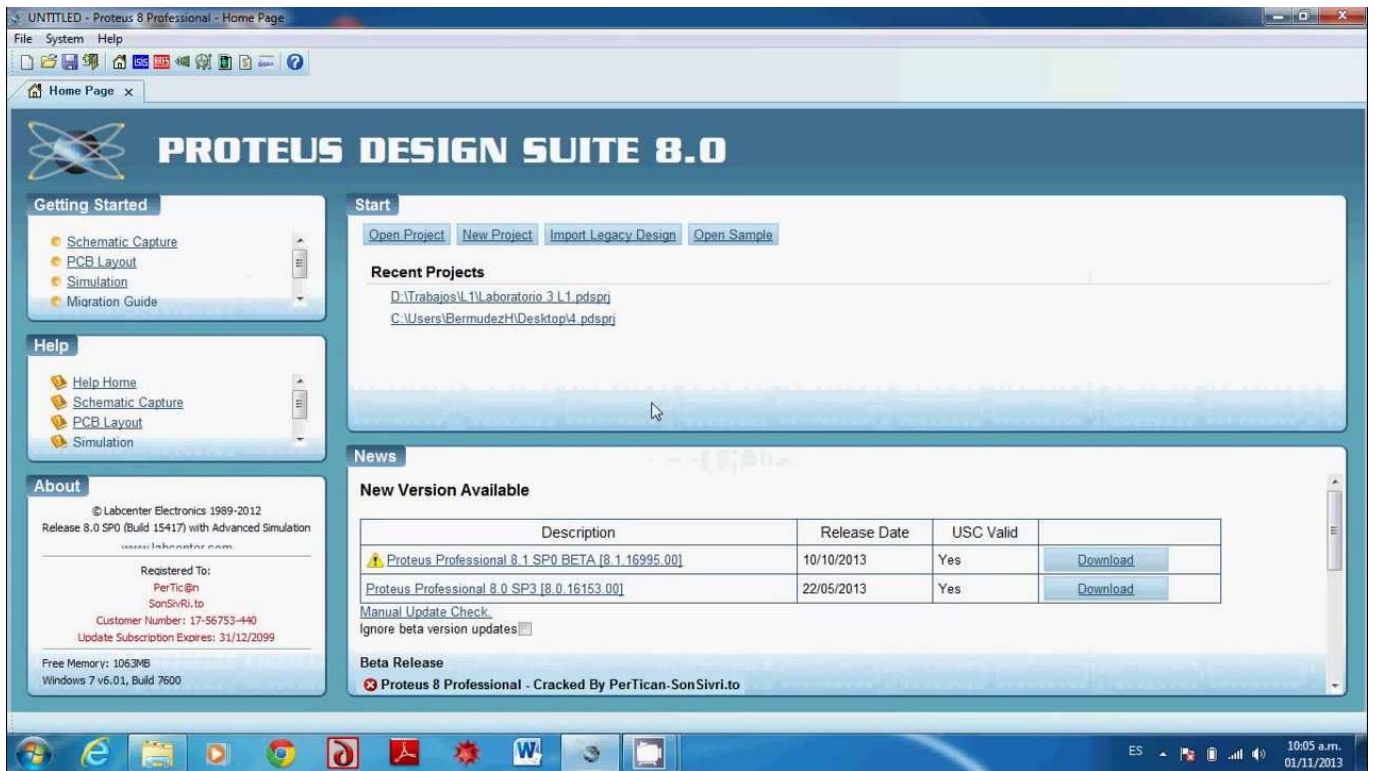 UNTITLED - Proteus 8 Professional - Home Page
File System Help
Home Page x
PROTEUS DESIGN SUITE 8.0
Getting Started
Schematic Capture
PCB Layout
Simulation
Migration Guide
Help
Help Home
Schematic Capture
PCB Layout
Simulation
About
© Labcenter Electronics 1989-2012
Release 8.0 SP0 (Build 15417) with Advanced Simulation
www.labcenter.com
Registered To:
PerTic@n
SonSivRi.to
Customer Number: 17-56753-440
Update Subscription Expires: 31/12/2099
Free Memory: 1063MB
Windows 7 v6.01, Build 7600
Start
Open Project New Project Import Legacy Design Open Sample
Recent Projects
D:\Trabajos\L1\Laboratorio 3 L1.pdsprj
C:\Users\BermudezH\Desktop\4.pdsprj
News
New Version Available
Description Release Date USC Valid
Proteus Professional 8.1 SP0 BETA [8.1.16995.00] 10/10/2013 Yes Download
Proteus Professional 8.0 SP3 [8.0.16153.00] 22/05/2013 Yes Download
Manual Update Check.
Ignore beta version updates
Beta Release
Proteus 8 Professional - Cracked By PerTican-SonSivri.to
ES
10:05 a.m.
01/11/2013